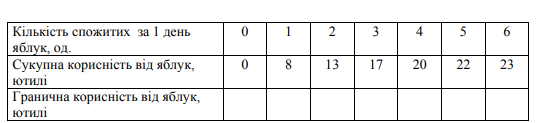 Кількість спожитих за 1 день 0 1 2 3 4 5 6
яблук, од.
Сукупна корисність від яблук, 0 8 13 17 20 22 23
ютилі
Гранична корисність від яблук,
ютилі